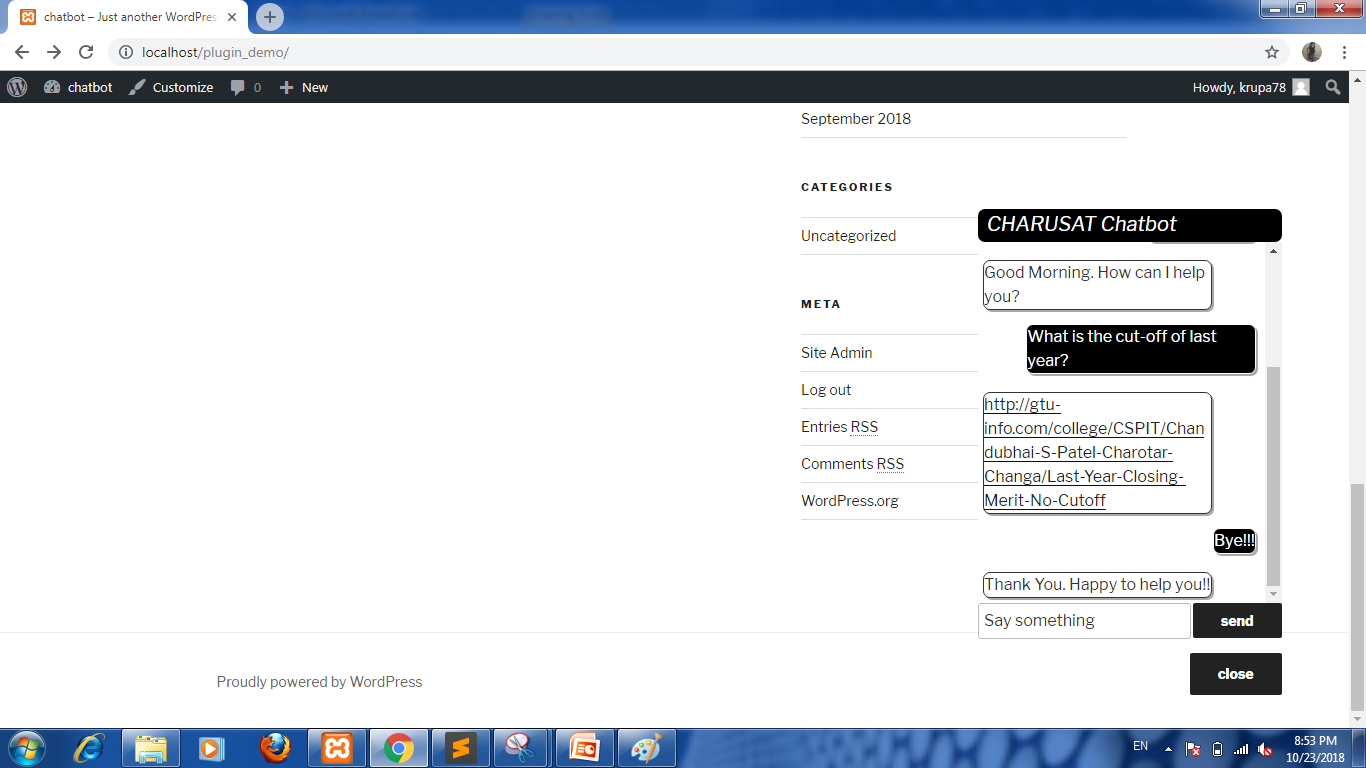 chatbot – Just another WordPres
localhost/plugin_demo/
chatbot
Customize
0
New
Howdy, krupa78
September 2018
CATEGORIES
Uncategorized
META
Site Admin
Log out
Entries RSS
Comments RSS
WordPress.org
CHARUSAT Chatbot
Good Morning. How can I help
you?
What is the cut-off of last
year?
http://gtu-
info.com/college/CSPIT/Chan
dubhai-S-Patel-Charotar-
Changa/Last-Year-Closing-
Merit-No-Cutoff
Bye!!!
Thank You. Happy to help you!!
Say something
send
close
Proudly powered by WordPress
EN
8:53 PM
10/23/2018